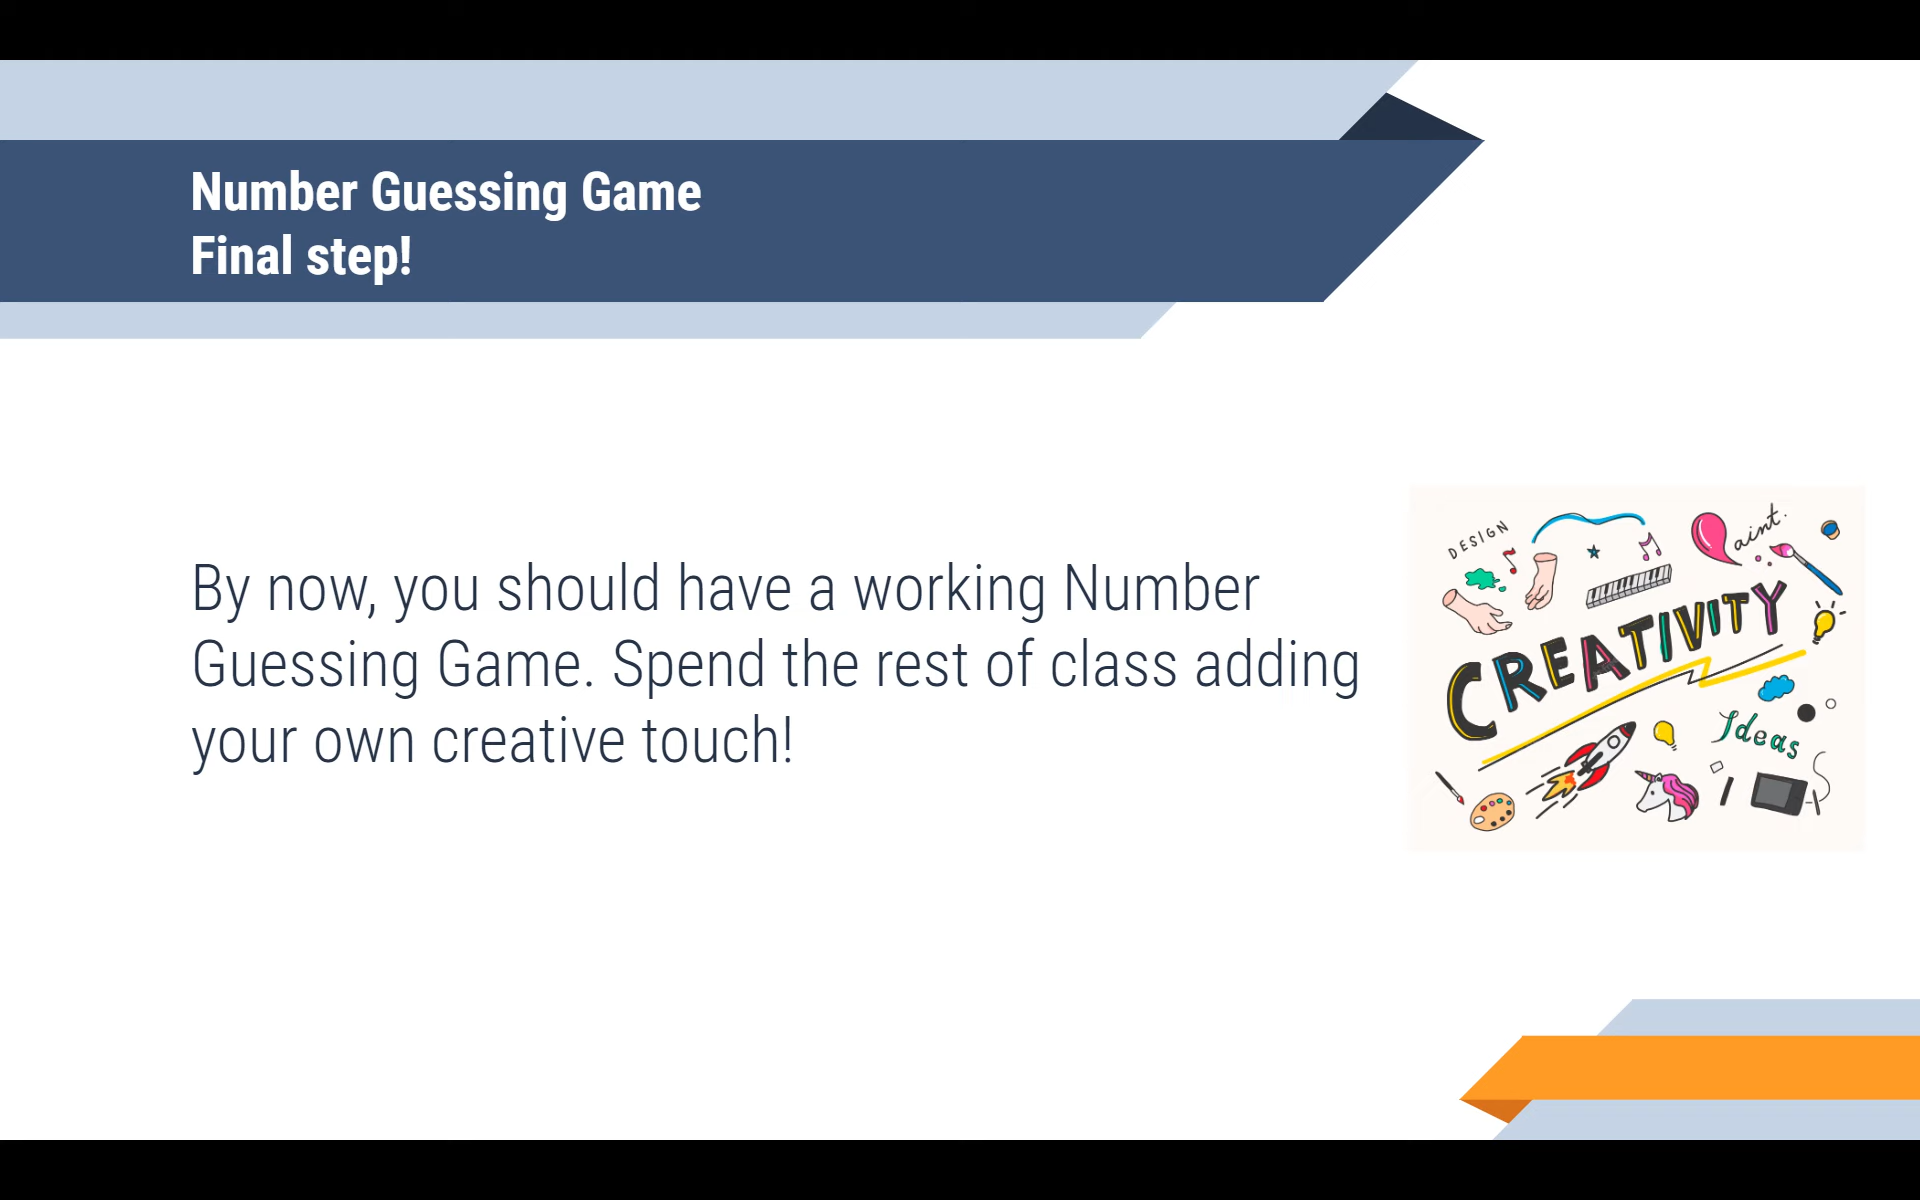 Number Guessing Game
Final step!
By now, you should have a working Number
Guessing Game. Spend the rest of class adding
your own creative touch!
DESIGN
aint.
CREATIVITY
Ideas